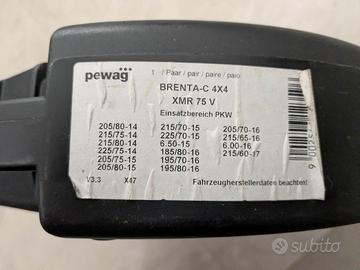 pewag
1 / Paar / pair / paire / paio
BRENTA-C 4X4
XMR 75 V
Einsatzbereich PKW
205/80-14 215/70-15 205/70-16
215/75-14 225/70-15 215/65-16
215/80-14 6.50-15 6.00-16
225/75-14 185/80-16 215/60-17
205/75-15 195/70-16
205/80-15 195/80-16
V3.3 X47 Fahrzeugherstellerdaten beachten!
subito